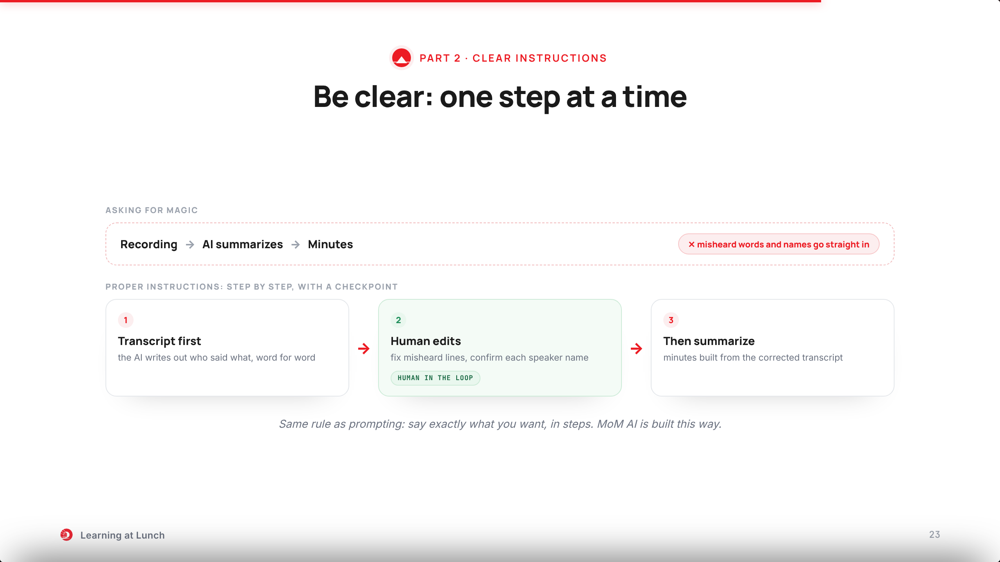 PART 2 · CLEAR INSTRUCTIONS
Be clear: one step at a time
ASKING FOR MAGIC
Recording → AI summarizes → Minutes
✕ misheard words and names go straight in
PROPER INSTRUCTIONS: STEP BY STEP, WITH A CHECKPOINT
1
Transcript first
the AI writes out who said what, word for word
→
2
Human edits
fix misheard lines, confirm each speaker name
HUMAN IN THE LOOP
→
3
Then summarize
minutes built from the corrected transcript
Same rule as prompting: say exactly what you want, in steps. MoM AI is built this way.
Learning at Lunch
23